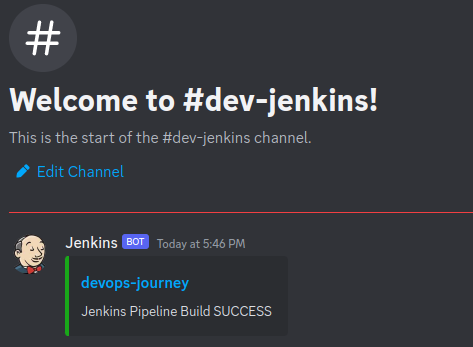 #
Welcome to #dev-jenkins!
This is the start of the #dev-jenkins channel.
Edit Channel
Jenkins BOT Today at 5:46 PM
devops-journey
Jenkins Pipeline Build SUCCESS